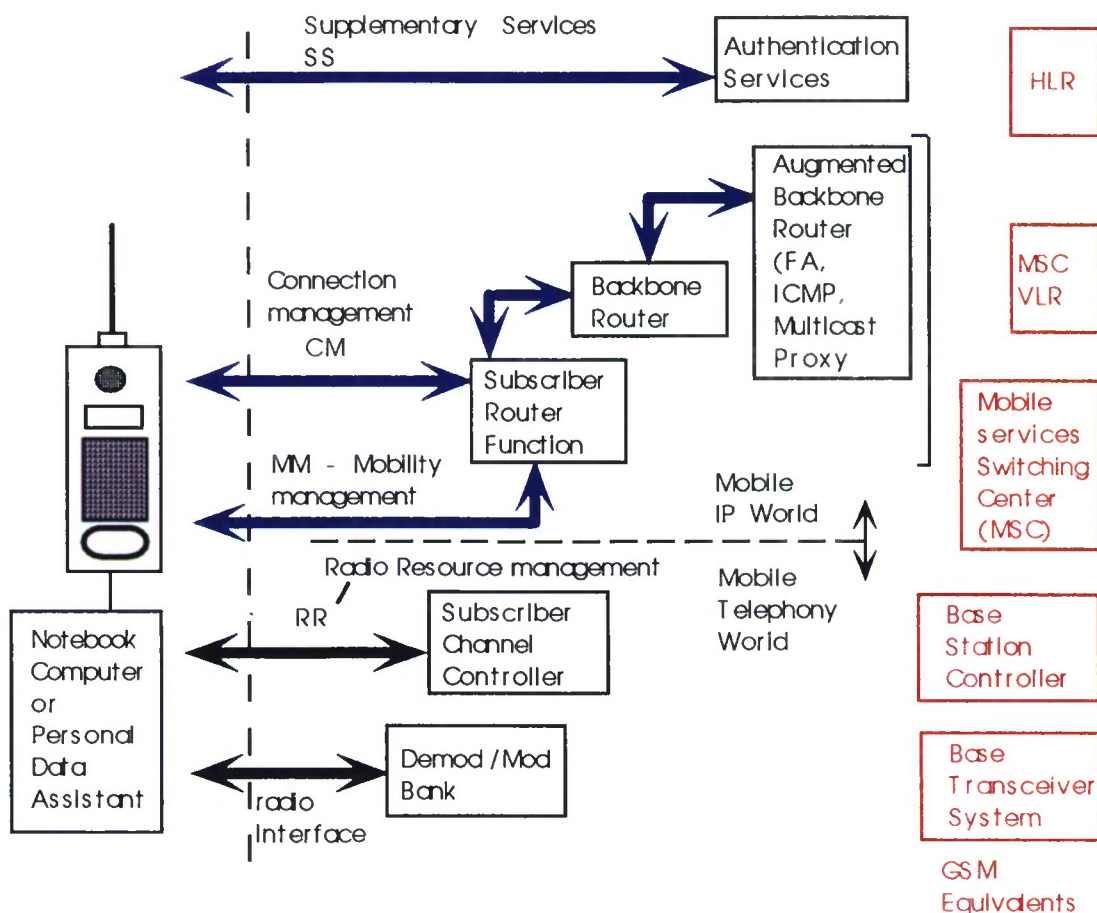 Supplementary Services
SS
Authentication
Services
HLR
Augmented
Backbone
Router
(FA,
ICMP,
Multicast
Proxy
MSC
VLR
Connection
management
CM
Backbone
Router
Subscriber
Router
Function
Mobile
services
Switching
Center
(MSC)
MM - Mobility
management
Mobile
IP World
Radio Resource management
RR
Mobile
Telephony
World
Subscriber
Channel
Controller
Base
Station
Controller
Notebook
Computer
or
Personal
Data
Assistant
Demod / Mod
Bank
Base
Transceiver
System
radio
Interface
GSM
Equivalents